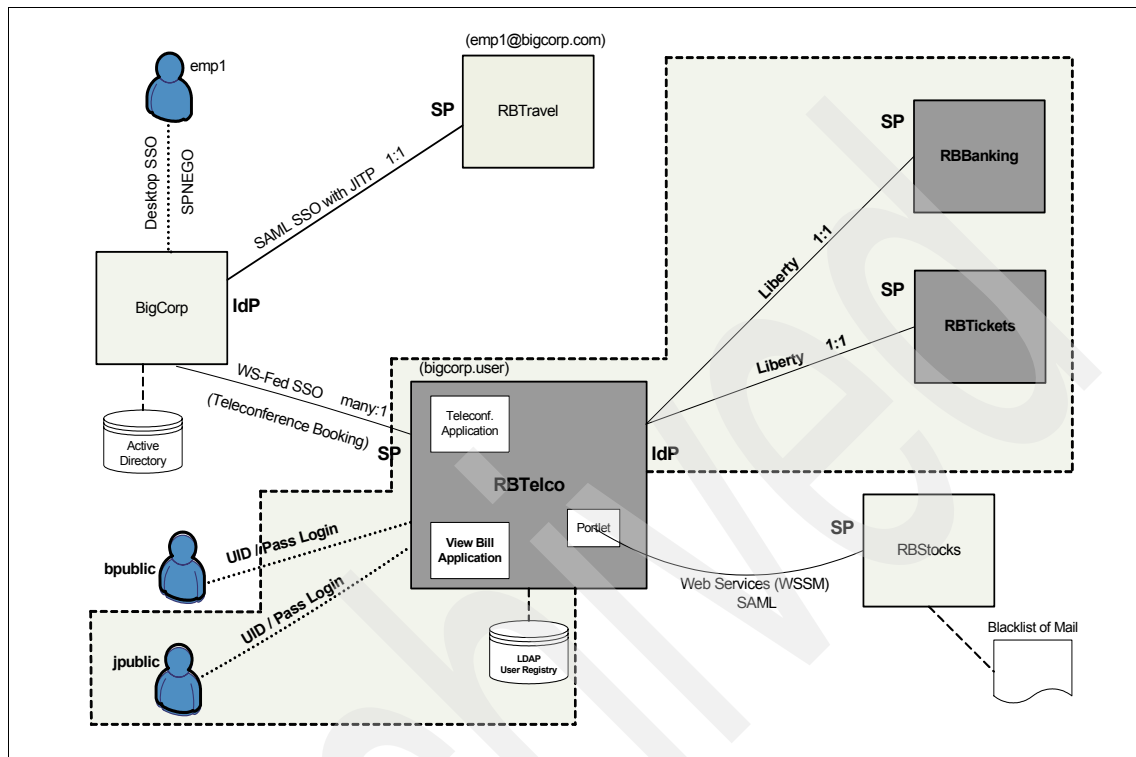 (emp1@bigcorp.com)
emp1
SP
RBTravel
SP
RBBanking
Desktop SSO
SPNEGO
SAML SSO with JITP 1:1
Liberty 1:1
SP
RBTickets
BigCorp
IdP
Liberty 1:1
WS-Fed SSO many:1
(Teleconference Booking)
(bigcorp.user)
Teleconf.
Application
Active
Directory
SP
IdP
RBTelco
UID / Pass Login
View Bill
Application
Portlet
SP
RBStocks
bpublic
Web Services (WSSM)
SAML
UID / Pass Login
Blacklist of Mail
jpublic
LDAP
User Registry
archived